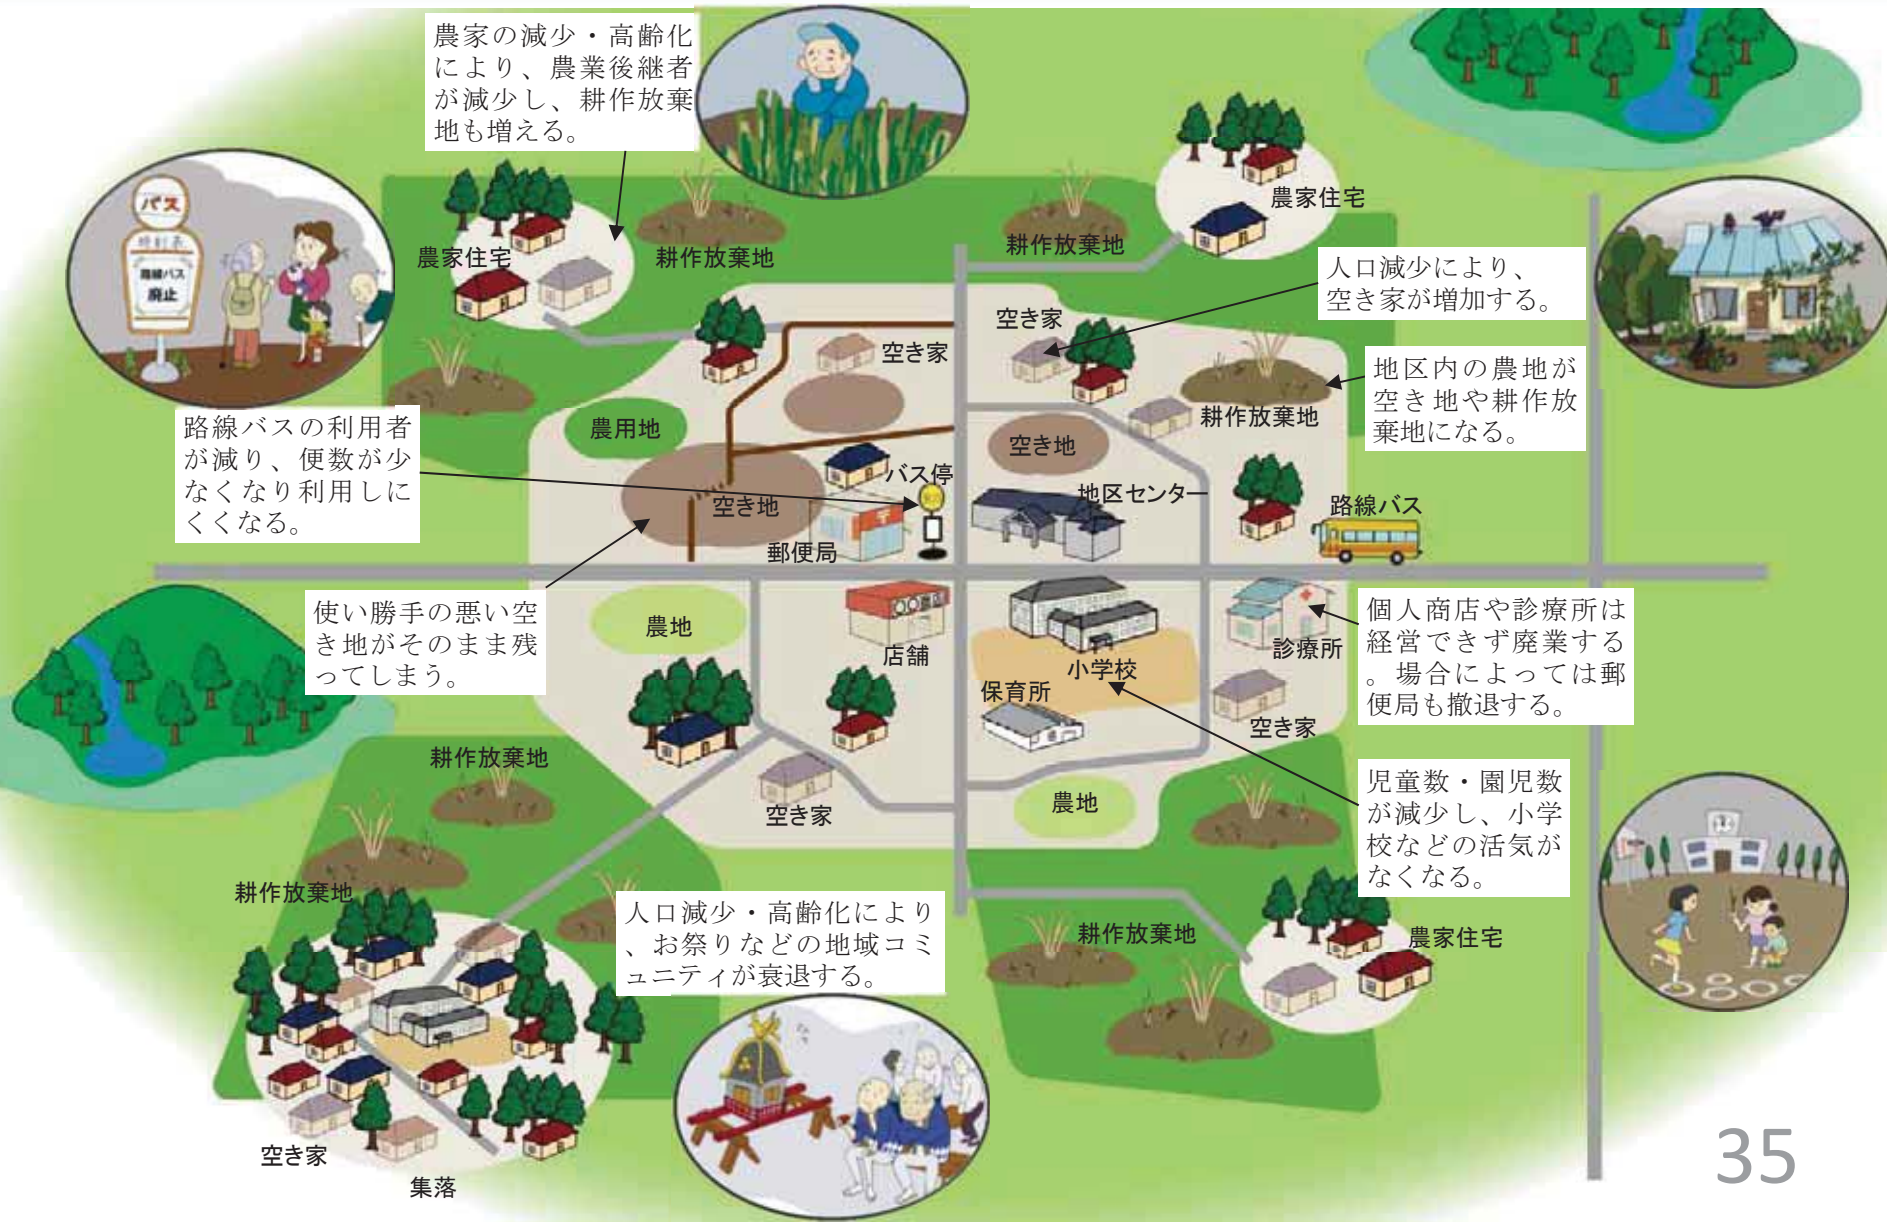 農家の減少・高齢化
により、農業後継者
が減少し、耕作放棄
地も増える。
バス
時刻表
路線バス
廃止
農家住宅
耕作放棄地
耕作放棄地
農家住宅
人口減少により、
空き家が増加する。
空き家
空き家
地区内の農地が
空き地や耕作放
棄地になる。
耕作放棄地
農用地
空き地
路線バスの利用者
が減り、便数が少
なくなり利用しに
くくなる。
バス停
空き地
地区センター
路線バス
郵便局
使い勝手の悪い空
き地がそのまま残
ってしまう。
農地
店舗
小学校
診療所
個人商店や診療所は
経営できず廃業する
。場合によっては郵
便局も撤退する。
保育所
空き家
耕作放棄地
空き家
農地
児童数・園児数
が減少し、小学
校などの活気が
なくなる。
耕作放棄地
人口減少・高齢化により
、お祭りなどの地域コミ
ュニティが衰退する。
耕作放棄地
農家住宅
空き家
集落
35